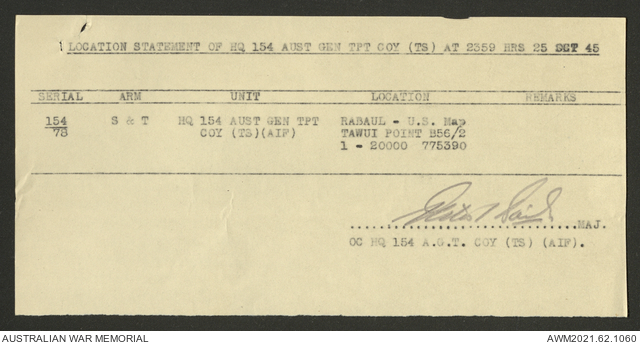 LOCATION STATEMENT OF HQ 154 AUST GEN TPT COY (TS) AT 2359 HRS 25 OCT 45
SERIAL ARM UNIT LOCATION REMARKS
154/78 S & T HQ 154 AUST GEN TPT RABAUL - U.S. Map
COY (TS)(AIF) TAWUI POINT B56/2
1 - 20000 775390
MAJ.
OC HQ 154 A.G.T. COY (TS) (AIF).
AUSTRALIAN WAR MEMORIAL AWM2021.62.1060